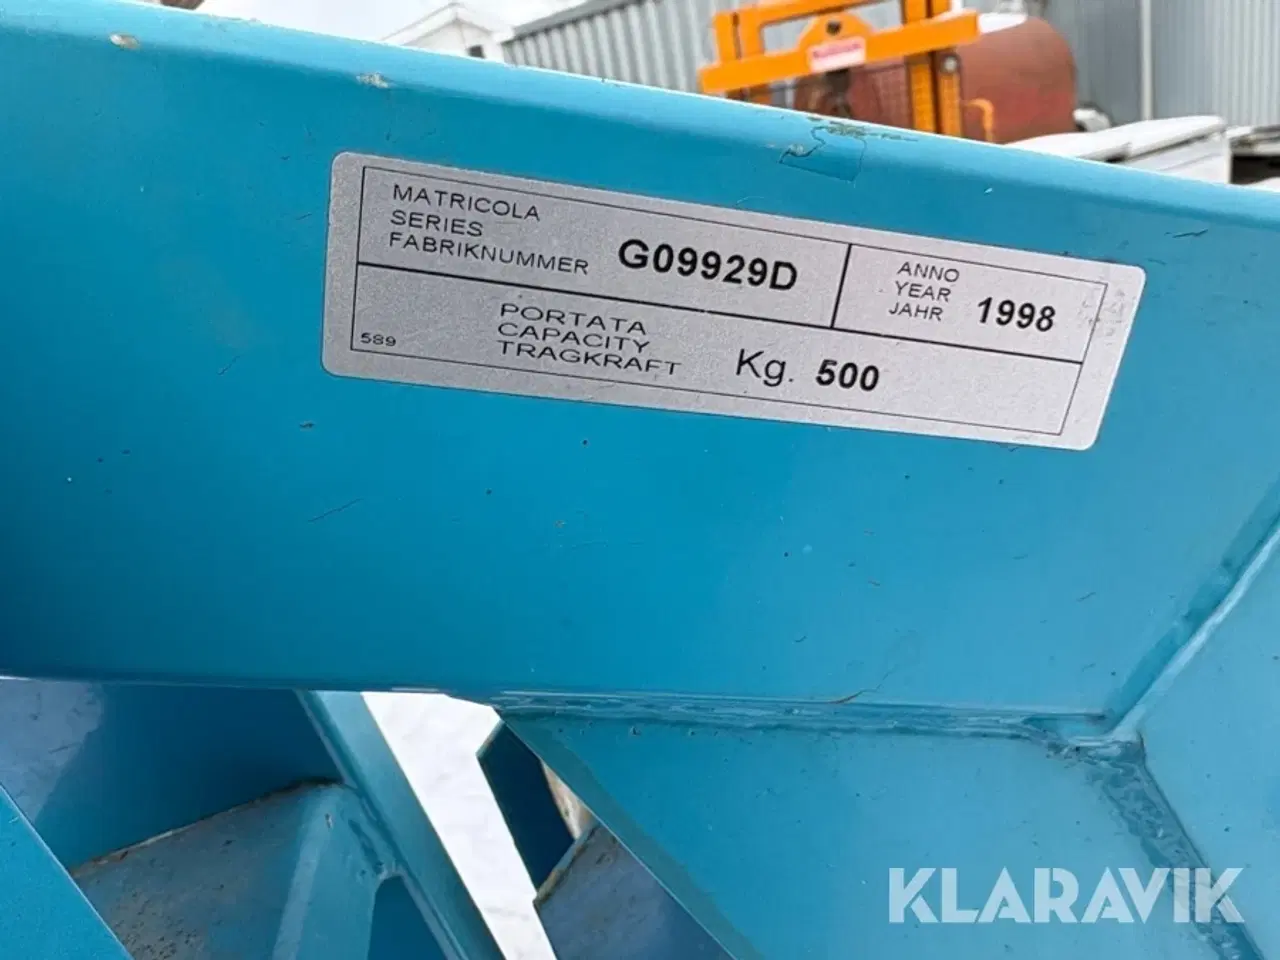 MATRICOLA
SERIES
FABRIKNUMMER
G09929D
ANNO
YEAR
JAHR
1998
PORTATA
CAPACITY
TRAGKRAFT
Kg. 500
589
KLARAVIK